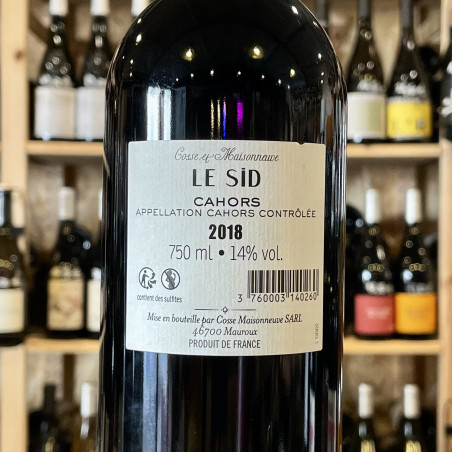 Cosse & Maisonneuve
LE SiD
CAHORS
APPELLATION CAHORS CONTRÔLÉE
2018
750 ml • 14% vol.
3 760003 140260
contient des sulfites
Mise en bouteille par Cosse Maisonneuve SARL
46700 Mauroux
PRODUIT DE FRANCE